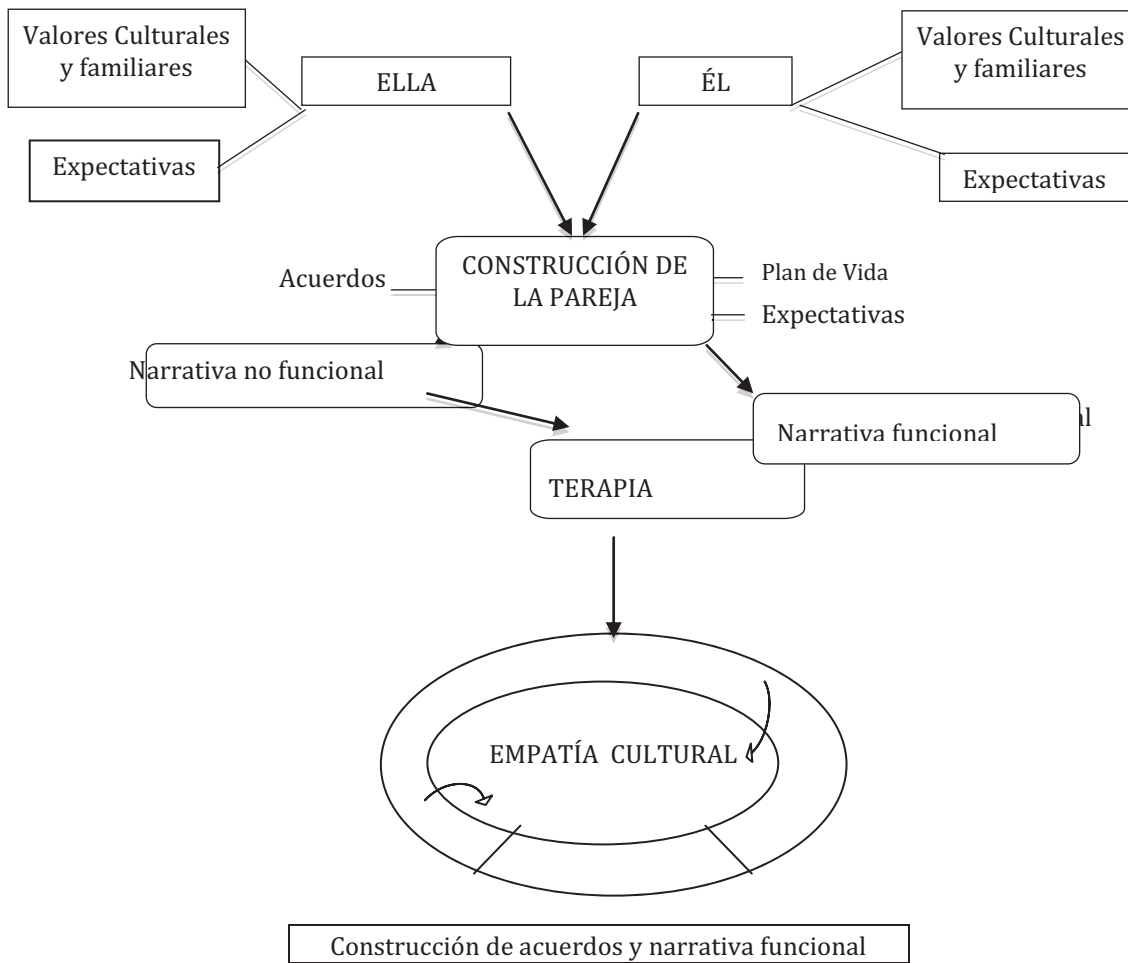 Valores Culturales
y familiares
ELLA
ÉL
Valores Culturales
y familiares
Expectativas
Expectativas
CONSTRUCCIÓN DE
LA PAREJA
Acuerdos
Plan de Vida
Expectativas
Narrativa no funcional
Narrativa funcional
TERAPIA
EMPATÍA CULTURAL
Construcción de acuerdos y narrativa funcional